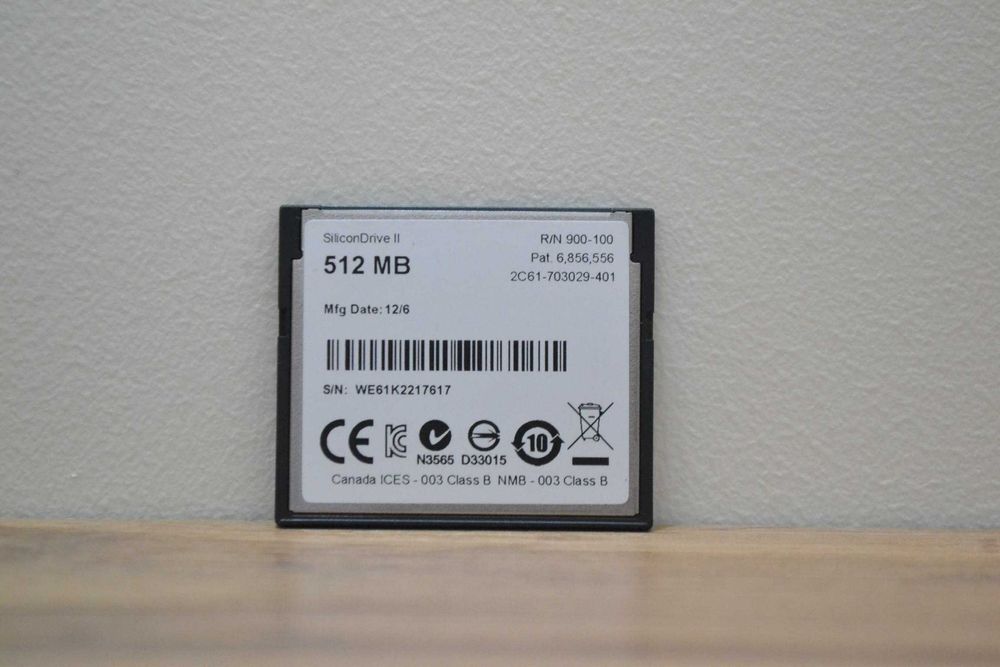 SiliconDrive II
R/N 900-100
512 MB
Pat. 6,856,556
2C61-703029-401
Mfg Date: 12/6
S/N: WE61K2217617
CE
KC
10
N3565 D33015
Canada ICES - 003 Class B NMB - 003 Class B